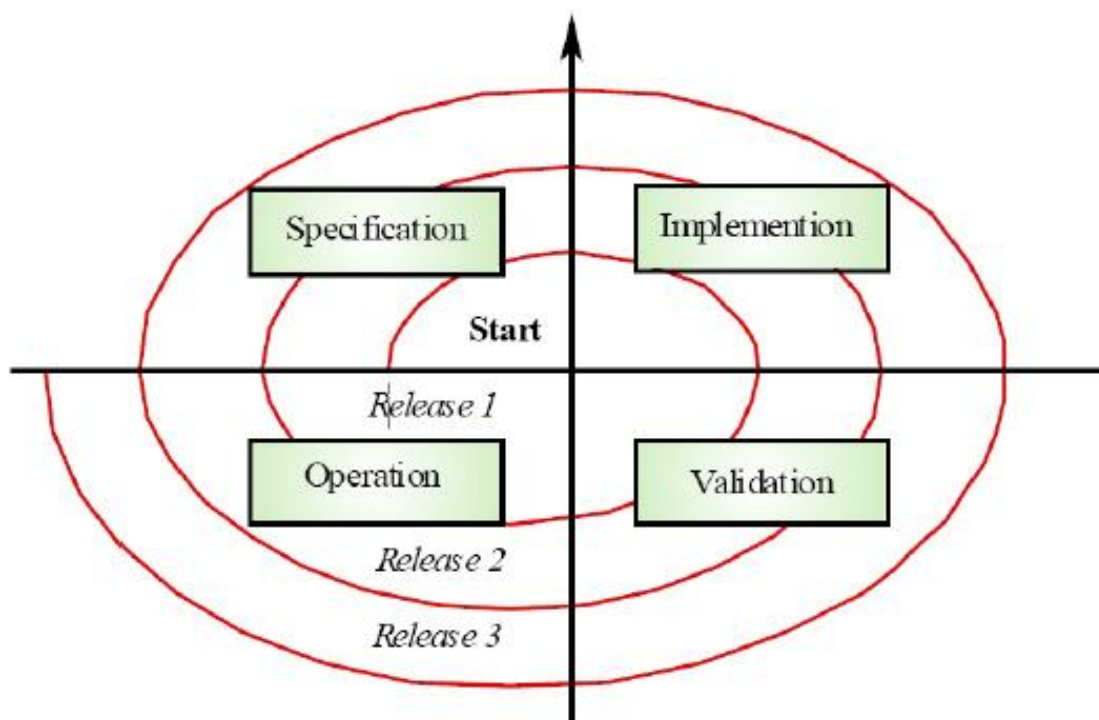 Specification
Implemention
Start
Release 1
Operation
Validation
Release 2
Release 3